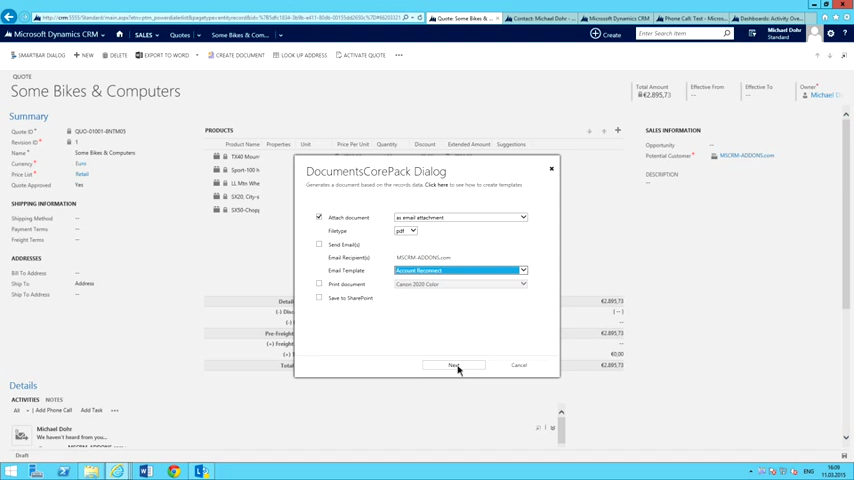 Quote: Some Bikes &...
Contact: Michael Dohr ...
Microsoft Dynamics CRM
Phone Call: Test - Micros...
Dashboards: Activity Ove...
Microsoft Dynamics CRM
SALES
Quotes
Some Bikes & Com...
Create
Enter Search Item
Michael Dohr
Standard
SMARTBAR DIALOG
NEW
DELETE
EXPORT TO WORD
CREATE DOCUMENT
LOOK UP ADDRESS
ACTIVATE QUOTE
QUOTE
Some Bikes & Computers
Total Amount
€2.895,73
Effective From
--
Effective To
--
Owner*
Michael D
Summary
Quote ID* QUO-01001-8NTM05
Revision ID* 1
Name* Some Bikes & Computers
Currency* Euro
Price List* Retail
Quote Approved Yes
SHIPPING INFORMATION
Shipping Method --
Payment Terms --
Freight Terms --
ADDRESSES
Bill To Address --
Ship To Address
Ship To Address --
PRODUCTS
Product Name Properties Unit Price Per Unit Quantity Discount Extended Amount Suggestions
TX40 Moun
Sport-100 h
LL Mtn Whe
SX20, City-s
SX50-Chopp
Detail €2.895,73
(-) Disc (--)
(-) --
Pre-Freight €2.895,73
(+) Freight --
(+) T €0,00
Total €2.895,73
SALES INFORMATION
Opportunity --
Potential Customer* MSCRM-ADDONS.com
DESCRIPTION
--
DocumentsCorePack Dialog
Generates a document based on the records data. Click here to see how to create templates
Attach document as email attachment
Filetype pdf
Send Email(s)
Email Recipient(s) MSCRM-ADDONS.com
Email Template Account Reconnect
Print document Canon 2020 Color
Save to SharePoint
Next
Cancel
Details
ACTIVITIES NOTES
All Add Phone Call Add Task
Michael Dohr
We haven't heard from you...
Draft
ENG
16:09
11.03.2015